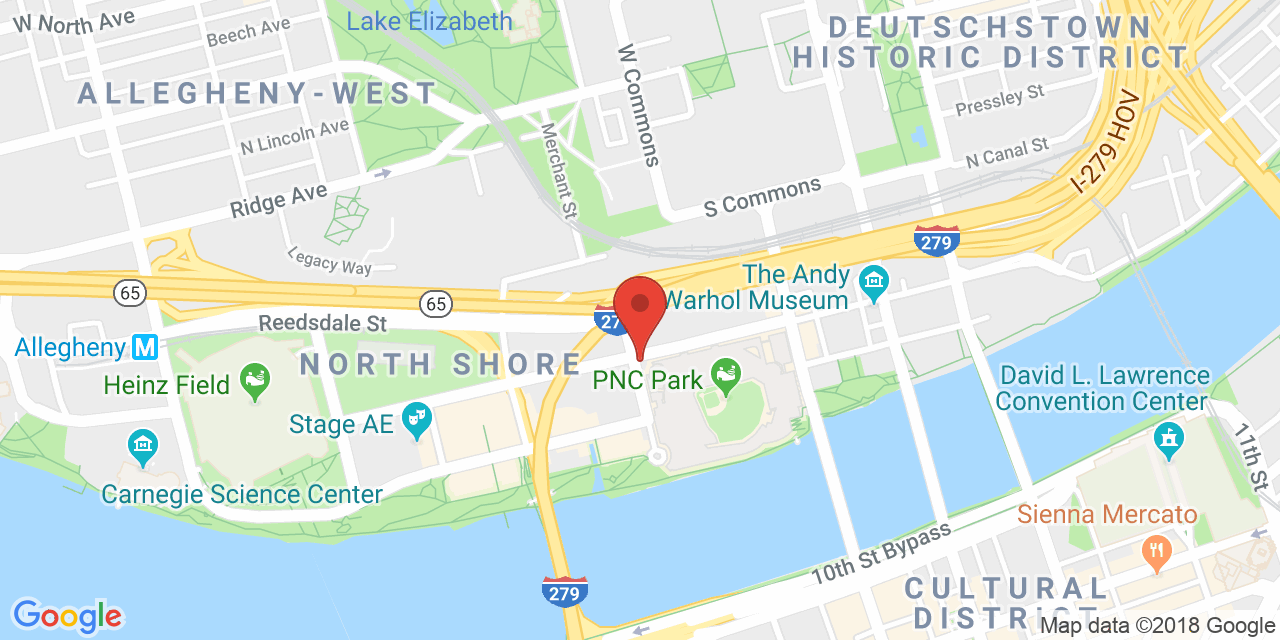 W North Ave
Beech Ave
Lake Elizabeth
DEUTSCHSTOWN
HISTORIC DISTRICT
ALLEGHENY-WEST
W Commons
Pressley St
I-279 HOV
N Lincoln Ave
Merchant St
N Canal St
Ridge Ave
S Commons
Legacy Way
279
The Andy
Warhol Museum
65
65
27
Reedsdale St
Allegheny M
NORTH SHORE
Heinz Field
PNC Park
David L. Lawrence
Convention Center
Stage AE
11th St
Carnegie Science Center
Sienna Mercato
10th St Bypass
279
CULTURAL
DISTRICT
Google
Map data ©2018 Google